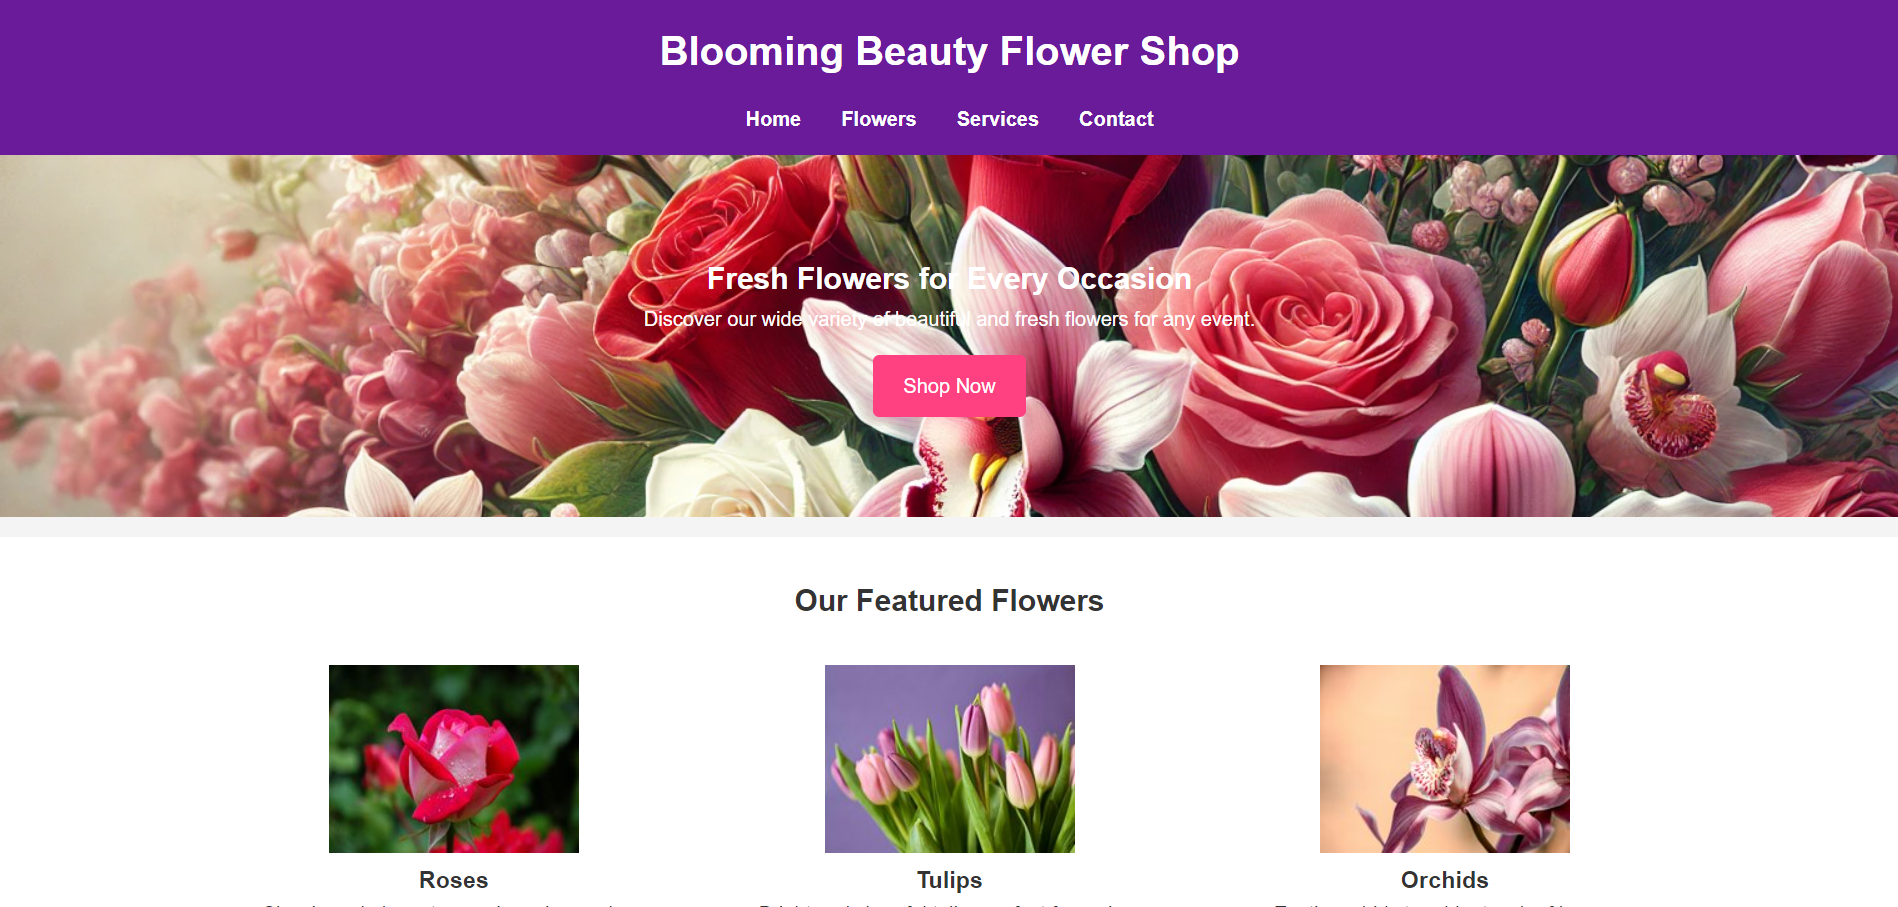 Blooming Beauty Flower Shop
Home Flowers Services Contact
Fresh Flowers for Every Occasion
Discover our wide variety of beautiful and fresh flowers for any event.
Shop Now
Our Featured Flowers
Roses Tulips Orchids